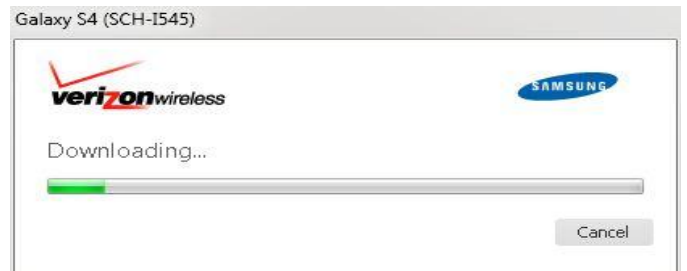 Galaxy S4 (SCH-I545)
verizonwireless
SAMSUNG
Downloading...
Cancel